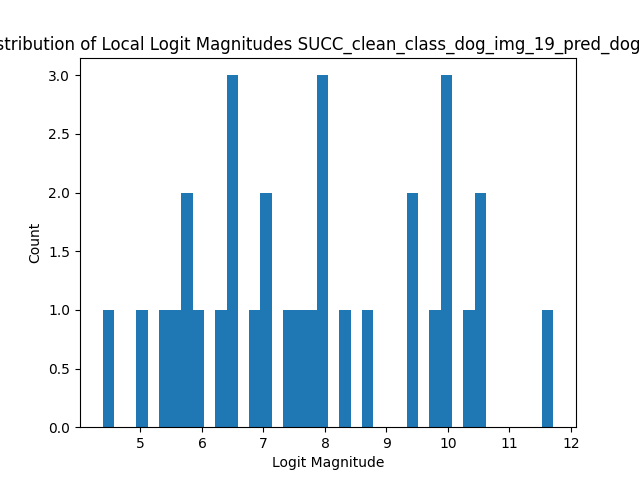 stribution of Local Logit Magnitudes SUCC_clean_class_dog_img_19_pred_dog
3.0
2.5
2.0
1.5
1.0
0.5
0.0
Count
5 6 7 8 9 10 11 12
Logit Magnitude